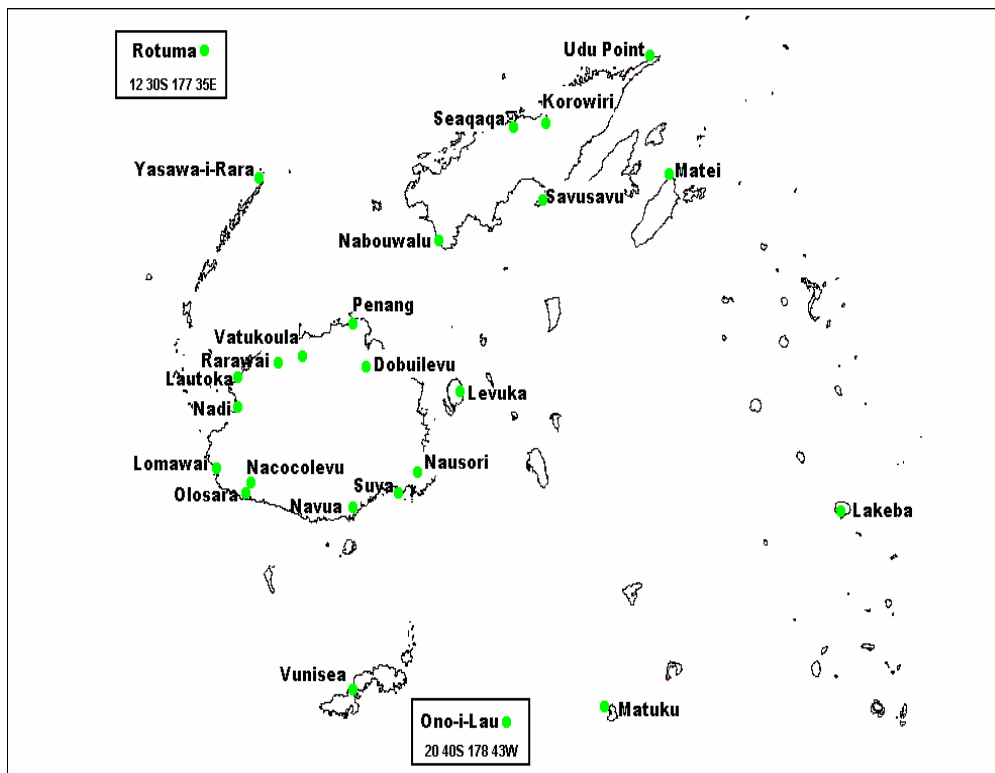 Rotuma
12 30S 177 35E
Udu Point
Korowiri
Seaqaqa
Yasawa-i-Rara
Matei
Savusavu
Nabouwalu
Penang
Vatukoula
Rarawai
Dobuilevu
Lautoka
Levuka
Nadi
Lomawai
Nacocolevu
Nausori
Suva
Olosara
Navua
Lakeba
Vunisea
Matuku
Ono-i-Lau
20 40S 178 43W